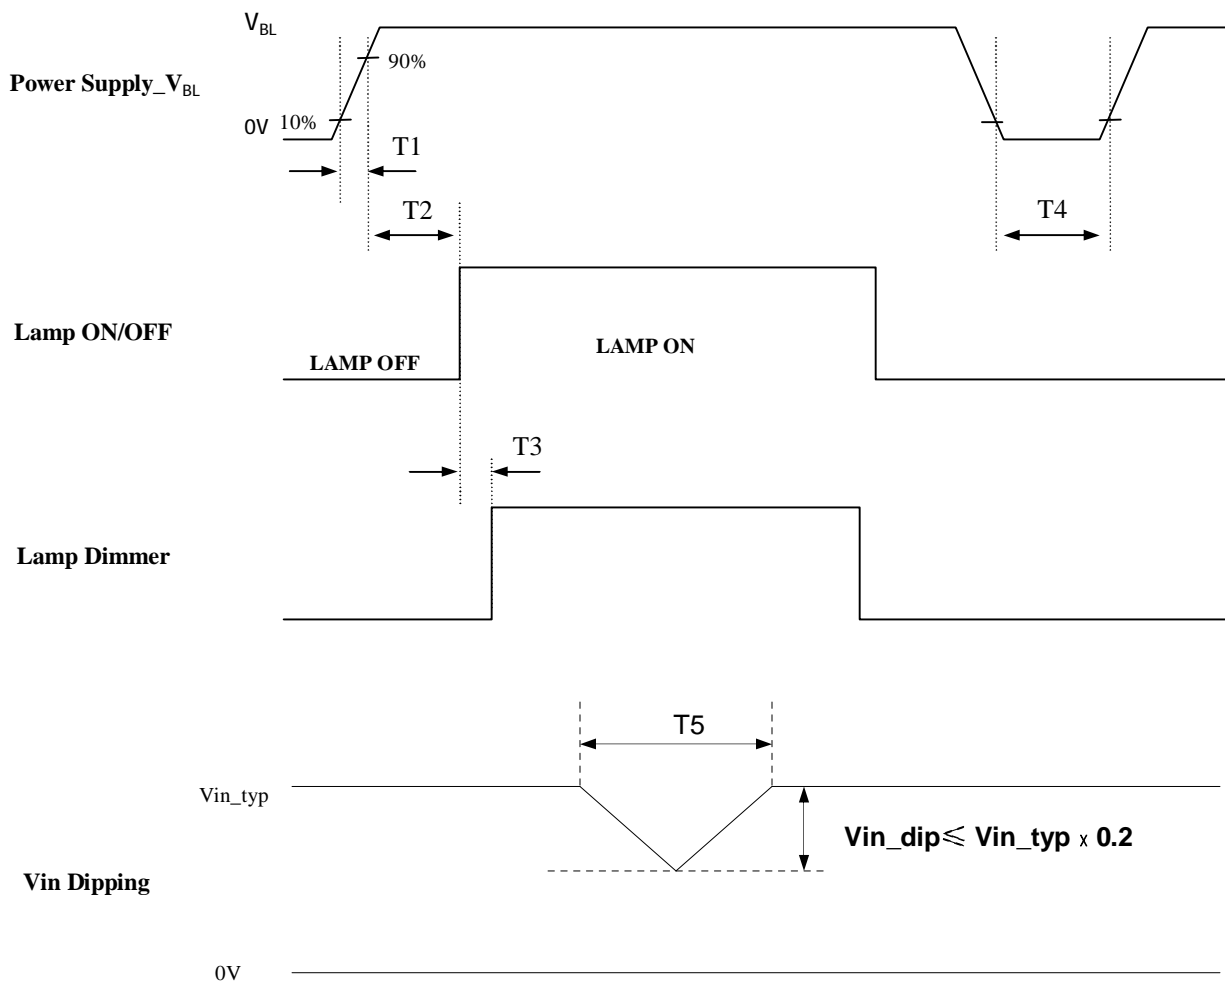 V_BL
90%
Power Supply_V_BL
0V 10%
T1
T2
T4
Lamp ON/OFF
LAMP ON
LAMP OFF
T3
Lamp Dimmer
T5
Vin_typ
Vin_dip≤ Vin_typ x 0.2
Vin Dipping
0V